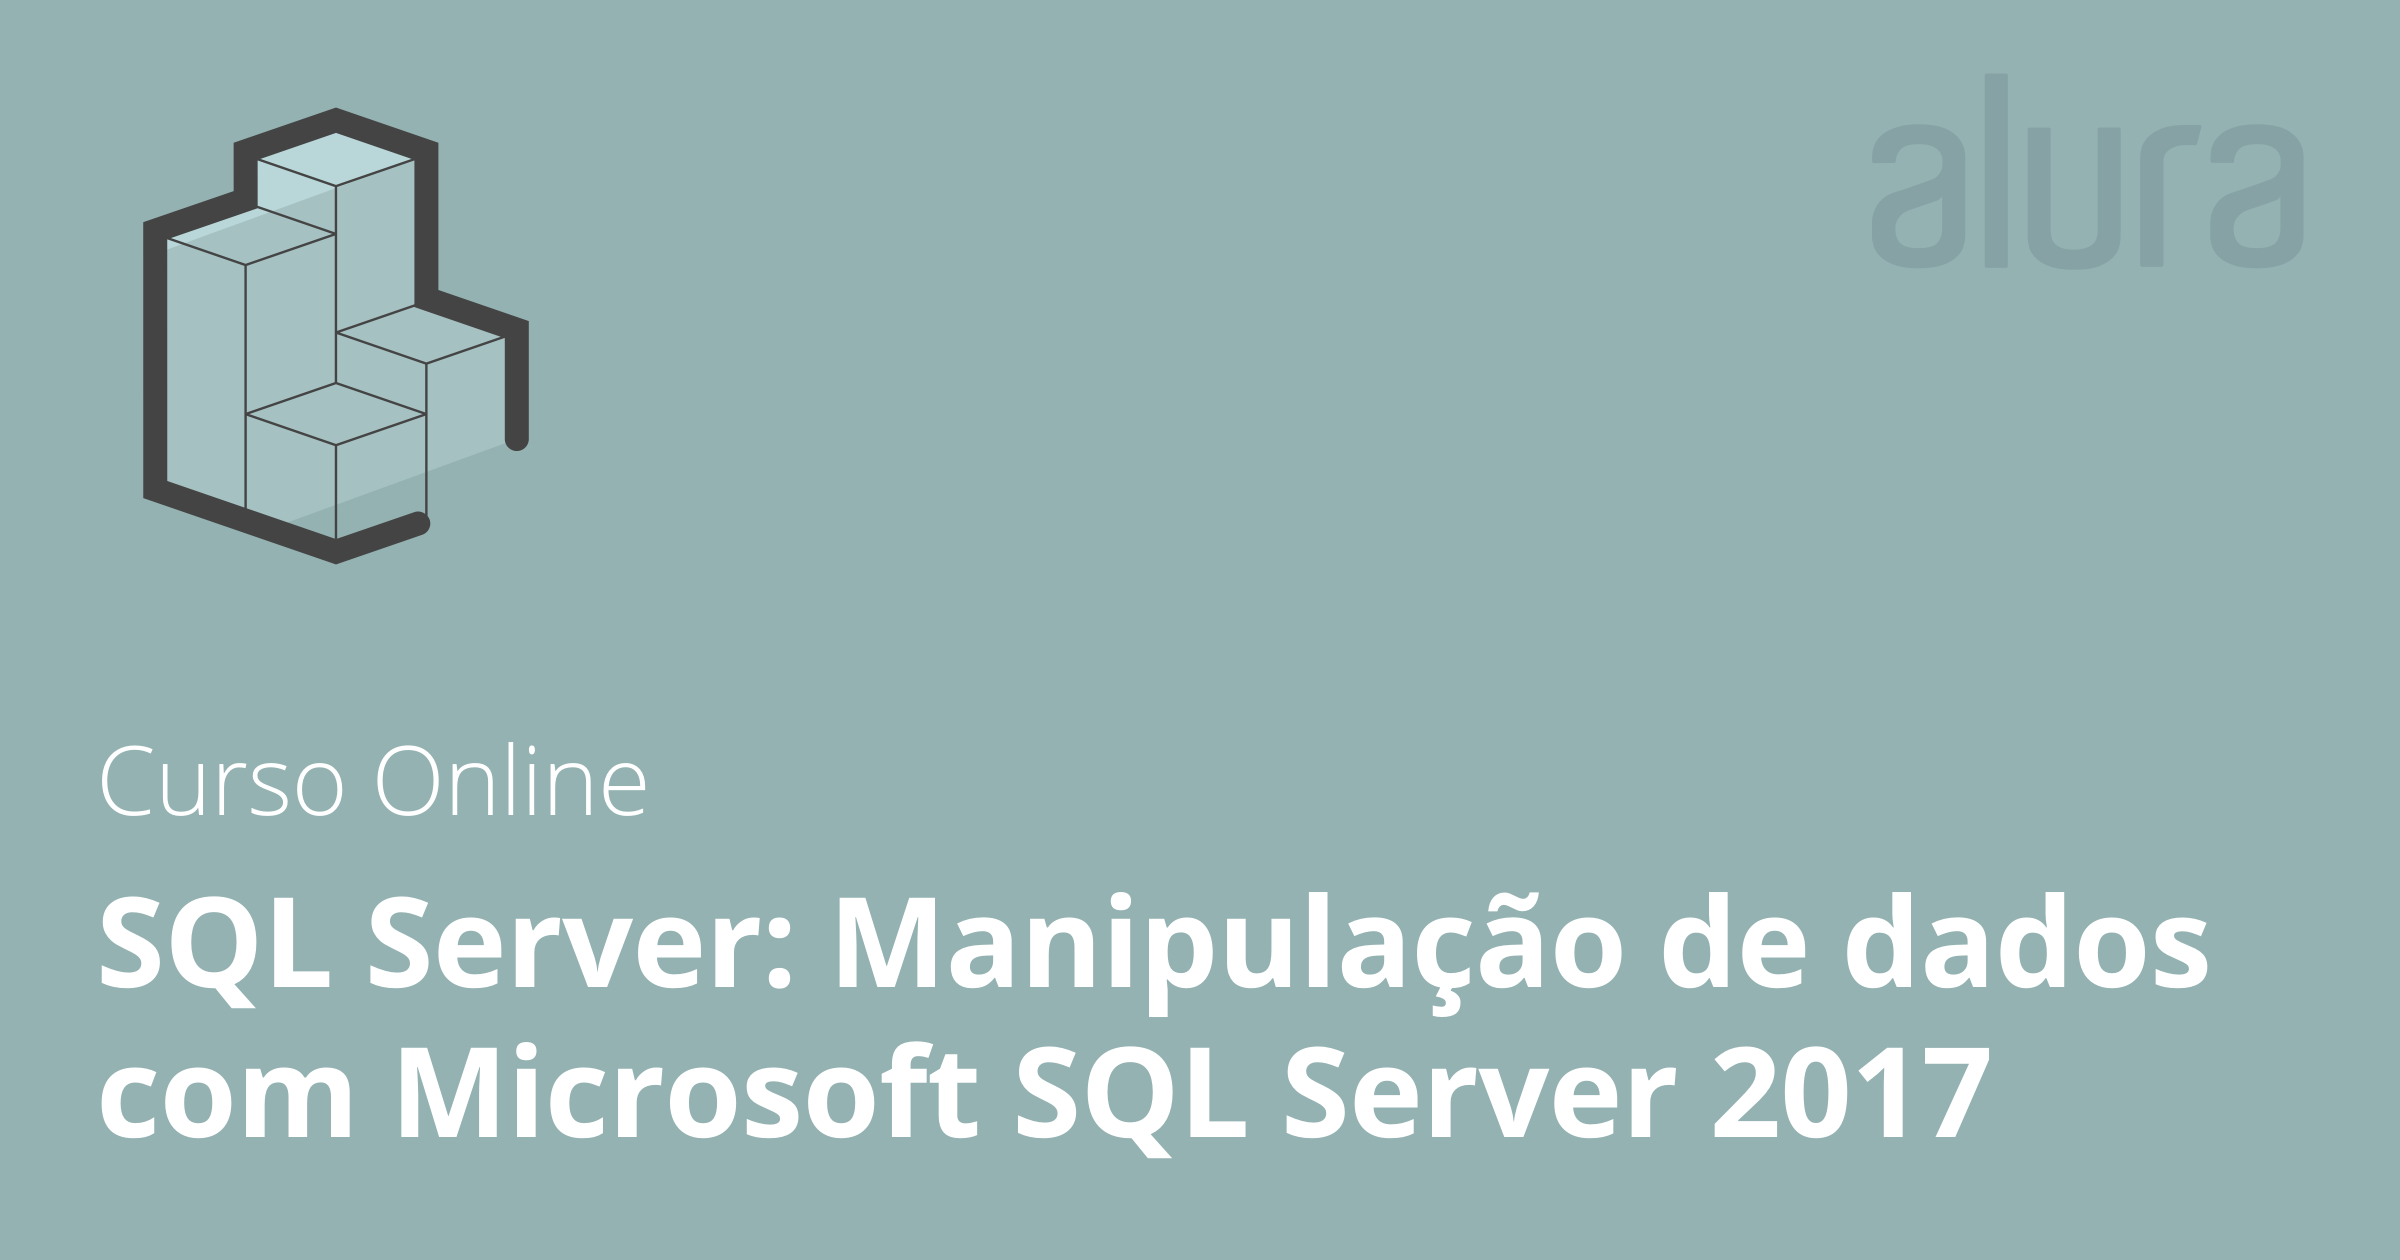 alura
Curso Online
SQL Server: Manipulação de dados
com Microsoft SQL Server 2017